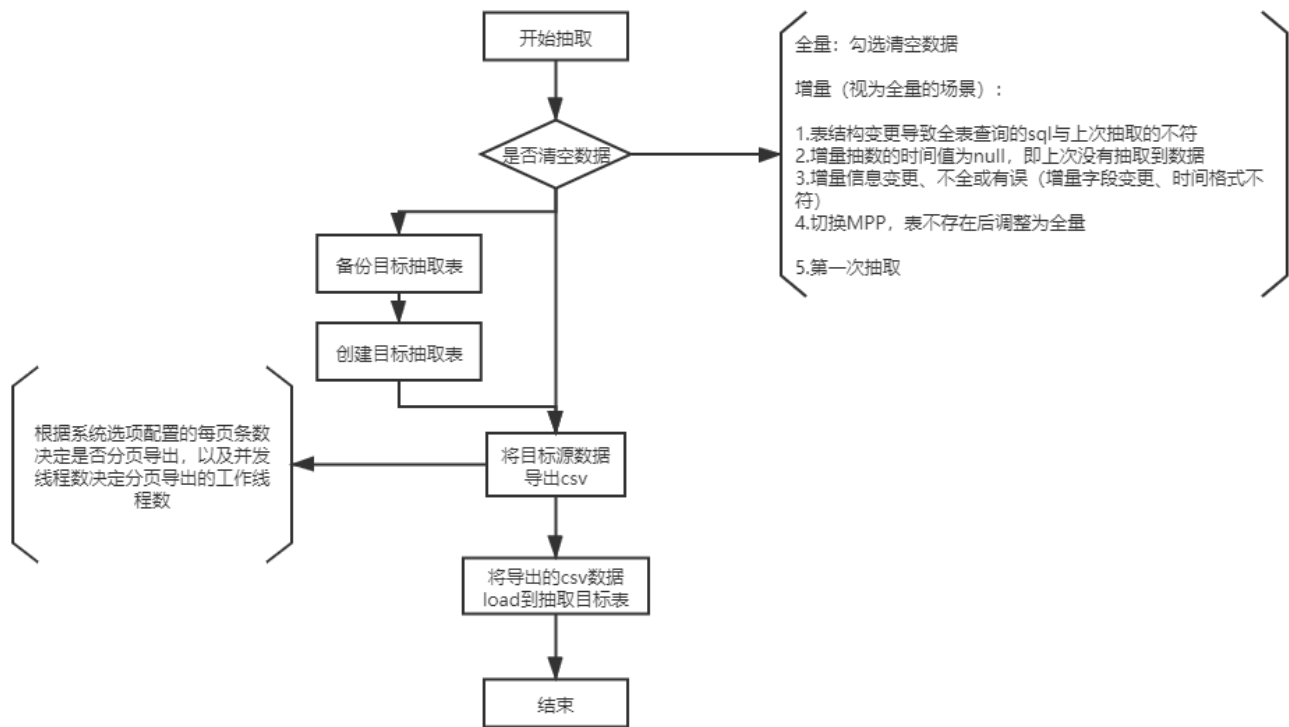 开始抽取
全量：勾选清空数据
增量（视为全量的场景）:
1.表结构变更导致全表查询的sql与上次抽取的不符
是否清空数据
2.增量抽数的时间值为null，即上次没有抽取到数据
3.增量信息变更、不全或有误（增量字段变更、时间格式不
符）
4.切换MPP，表不存在后调整为全量
5.第一次抽取
备份目标抽取表
创建目标抽取表
根据系统选项配置的每页条数
决定是否分页导出，以及并发
线程数决定分页导出的工作线
程数
将目标源数据
导出csv
将导出的csv数据
load到抽取目标表
结束